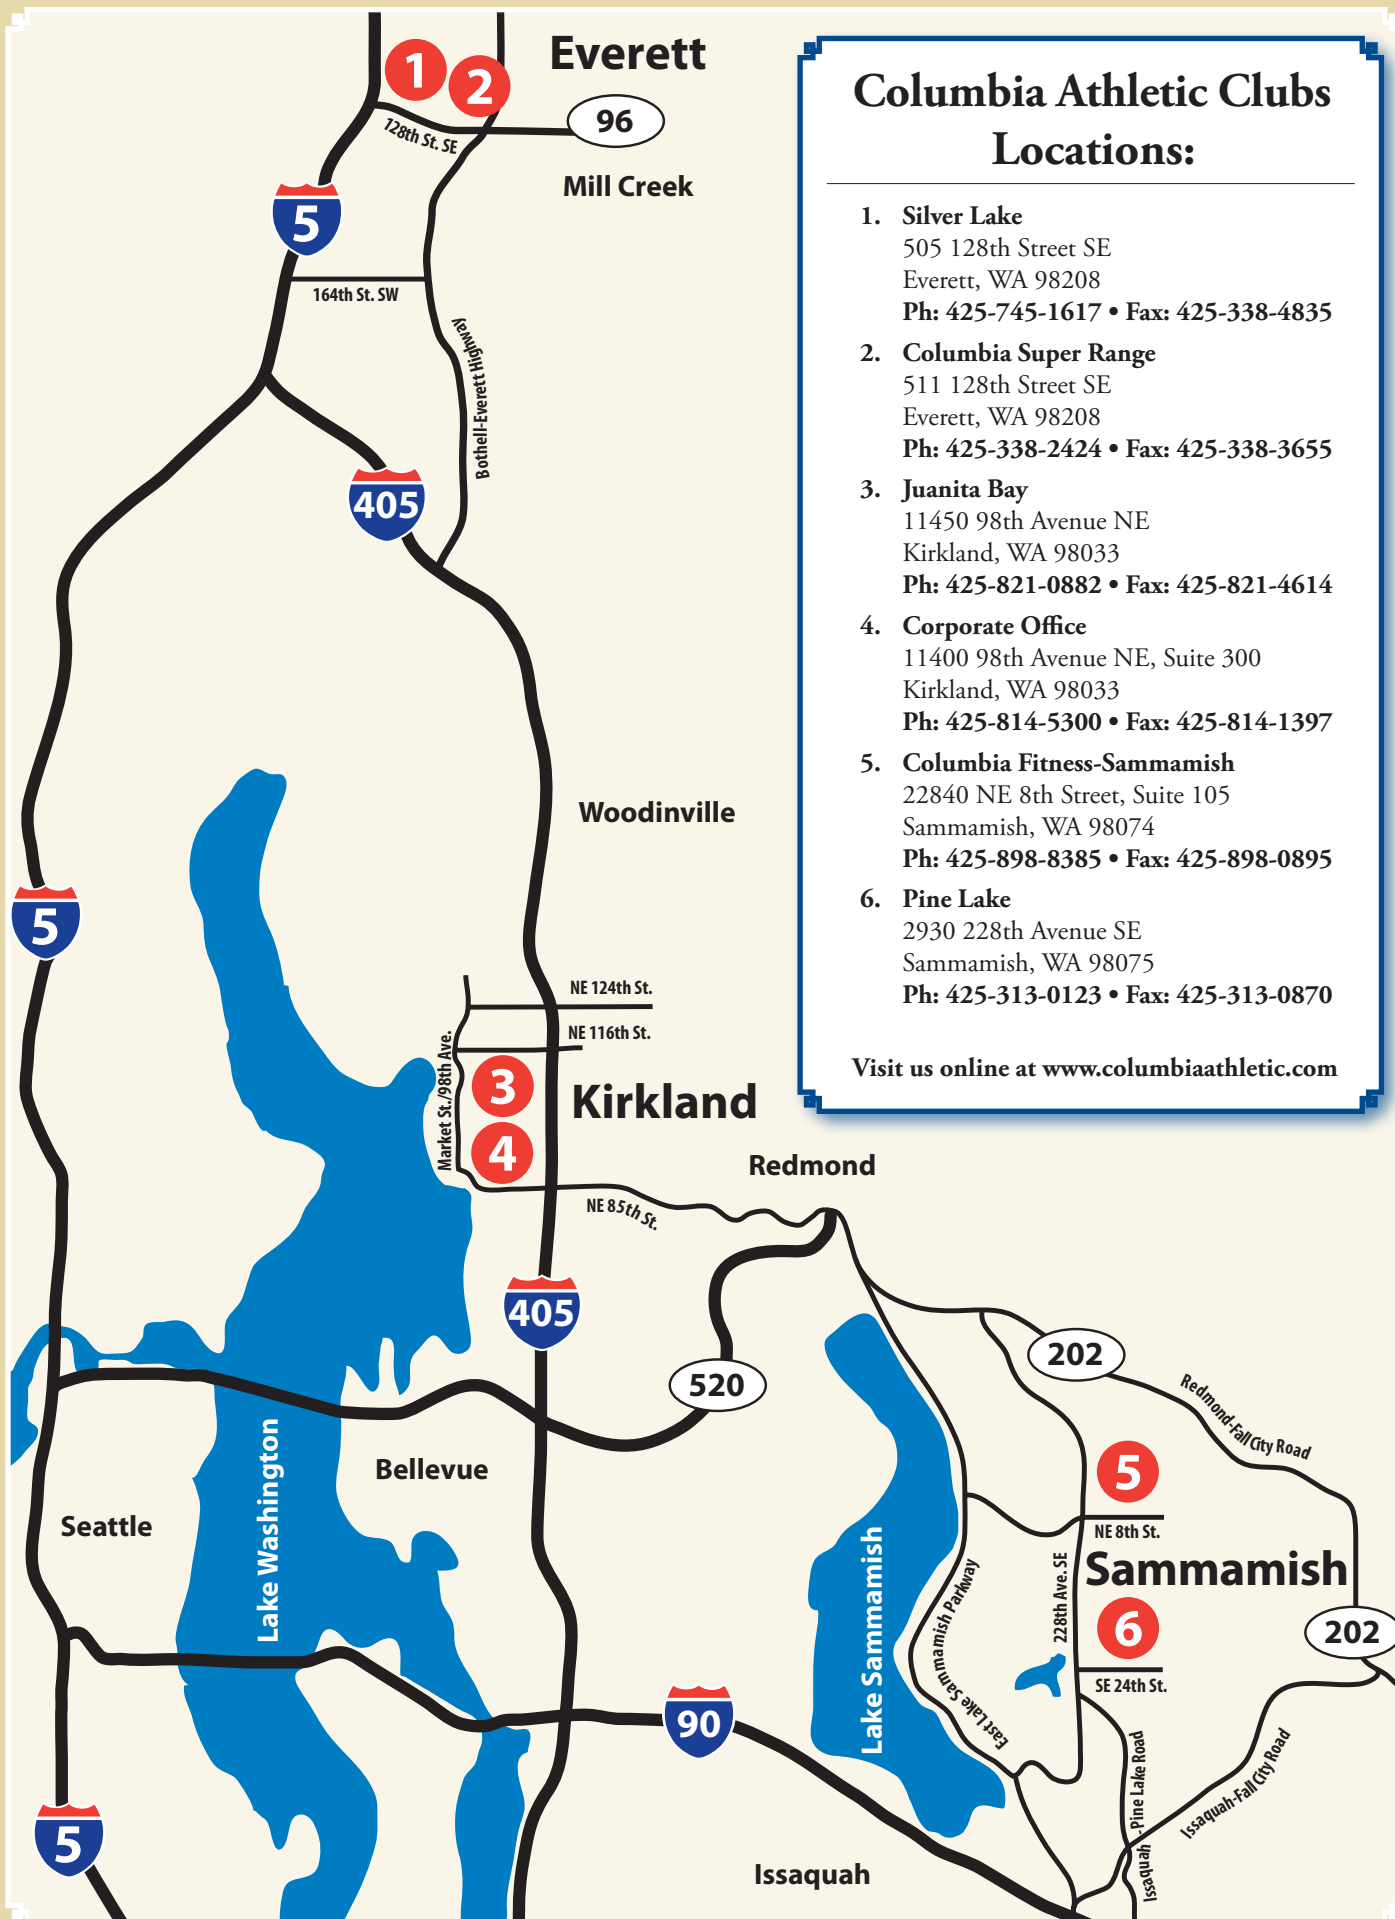 Everett
1
2
96
128th St. SE
Mill Creek
5
164th St. SW
Bothell-Everett Highway
405
Woodinville
5
NE 124th St.
NE 116th St.
Market St./98th Ave.
3
Kirkland
4
Redmond
NE 85th St.
405
520
202
Redmond-Fall City Road
Bellevue
Lake Washington
Seattle
5
NE 8th St.
Sammamish
228th Ave. SE
6
202
SE 24th St.
Lake Sammamish
East Lake Sammamish Parkway
90
Issaquah - Pine Lake Road
Issaquah-Fall City Road
5
Issaquah
Columbia Athletic Clubs
Locations:
1. Silver Lake
505 128th Street SE
Everett, WA 98208
Ph: 425-745-1617 • Fax: 425-338-4835
2. Columbia Super Range
511 128th Street SE
Everett, WA 98208
Ph: 425-338-2424 • Fax: 425-338-3655
3. Juanita Bay
11450 98th Avenue NE
Kirkland, WA 98033
Ph: 425-821-0882 • Fax: 425-821-4614
4. Corporate Office
11400 98th Avenue NE, Suite 300
Kirkland, WA 98033
Ph: 425-814-5300 • Fax: 425-814-1397
5. Columbia Fitness-Sammamish
22840 NE 8th Street, Suite 105
Sammamish, WA 98074
Ph: 425-898-8385 • Fax: 425-898-0895
6. Pine Lake
2930 228th Avenue SE
Sammamish, WA 98075
Ph: 425-313-0123 • Fax: 425-313-0870
Visit us online at www.columbiaathletic.com